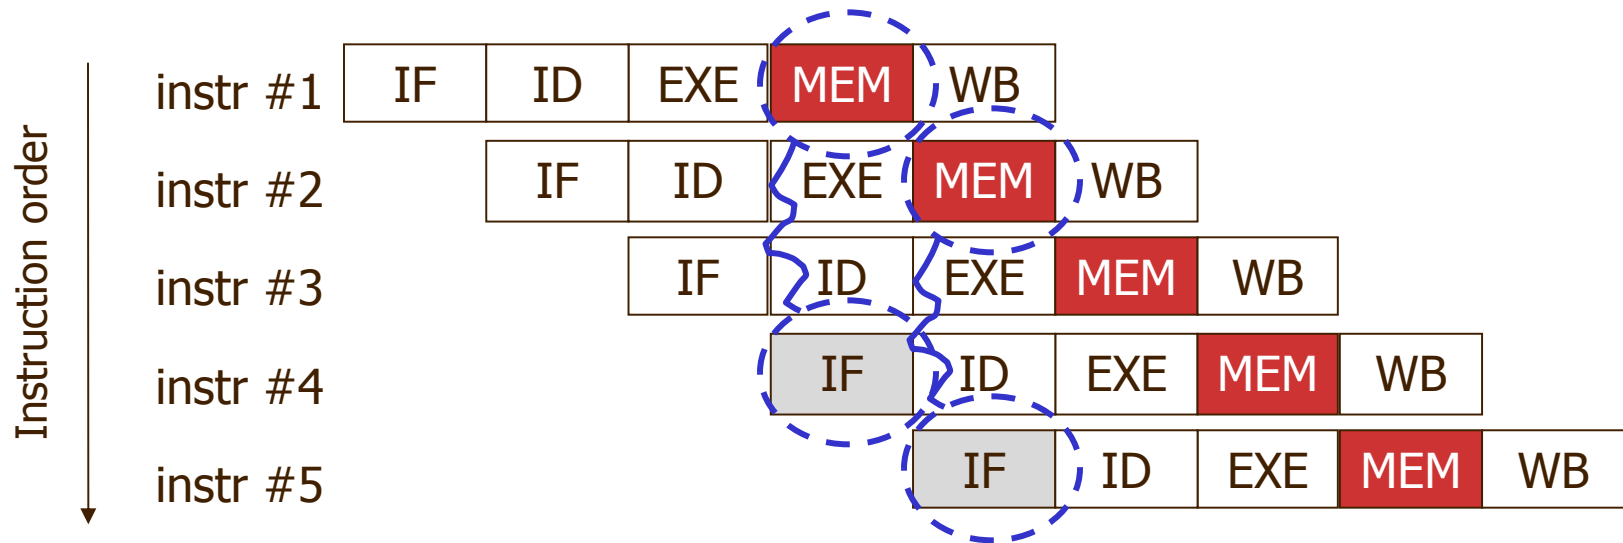 Instruction order
instr #1 IF ID EXE MEM WB
instr #2 IF ID EXE MEM WB
instr #3 IF ID EXE MEM WB
instr #4 IF ID EXE MEM WB
instr #5 IF ID EXE MEM WB